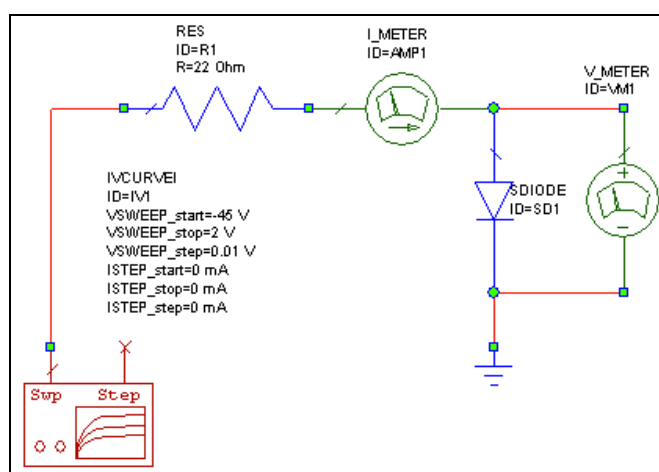 RES
ID=R1
R=22 Ohm
I_METER
ID=AMP1
V_METER
ID=VM1
IVCURVEI
ID=IV1
VSWEEP_start=-45 V
VSWEEP_stop=2 V
VSWEEP_step=0.01 V
ISTEP_start=0 mA
ISTEP_stop=0 mA
ISTEP_step=0 mA
SDIODE
ID=SD1
Swp Step